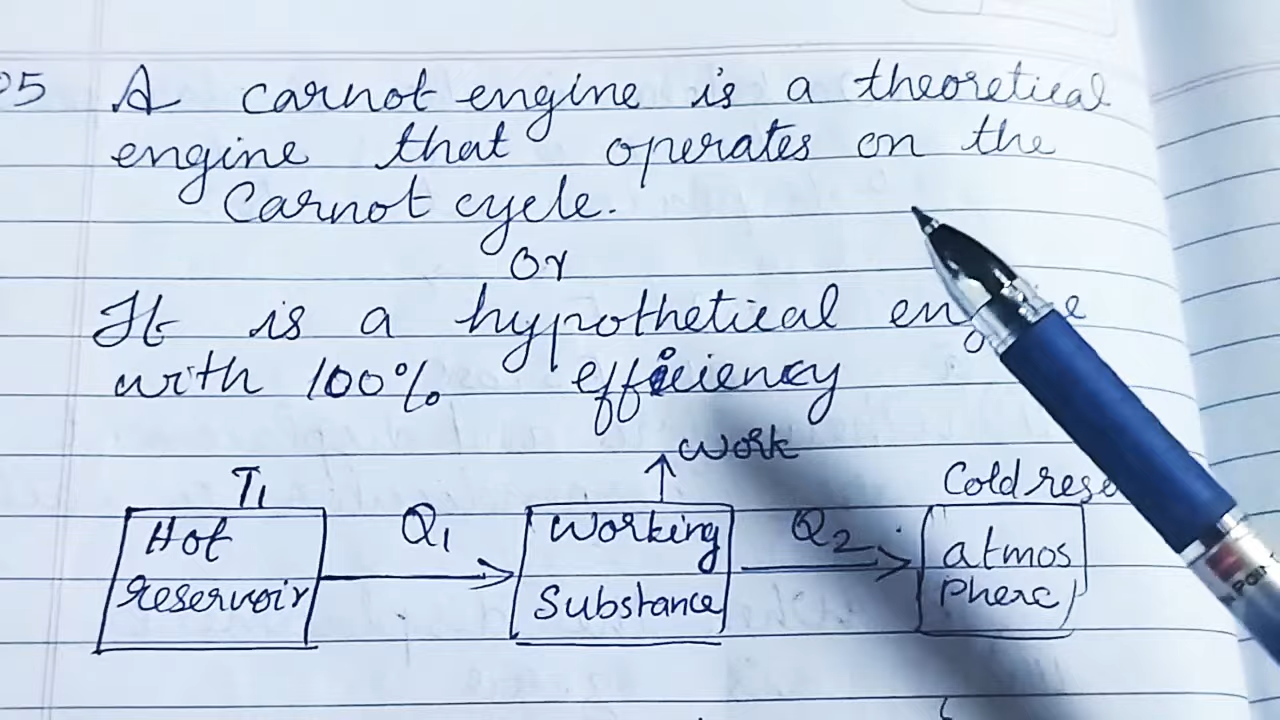 05 A carnot engine is a theoretical
engine that operates on the
Carnot cycle.
Or
It is a hypothetical engine
with 100% efficiency
Work
T1
Cold rese
Hot
reservoir
Q1
Working
Substance
Q2
atmos
phere